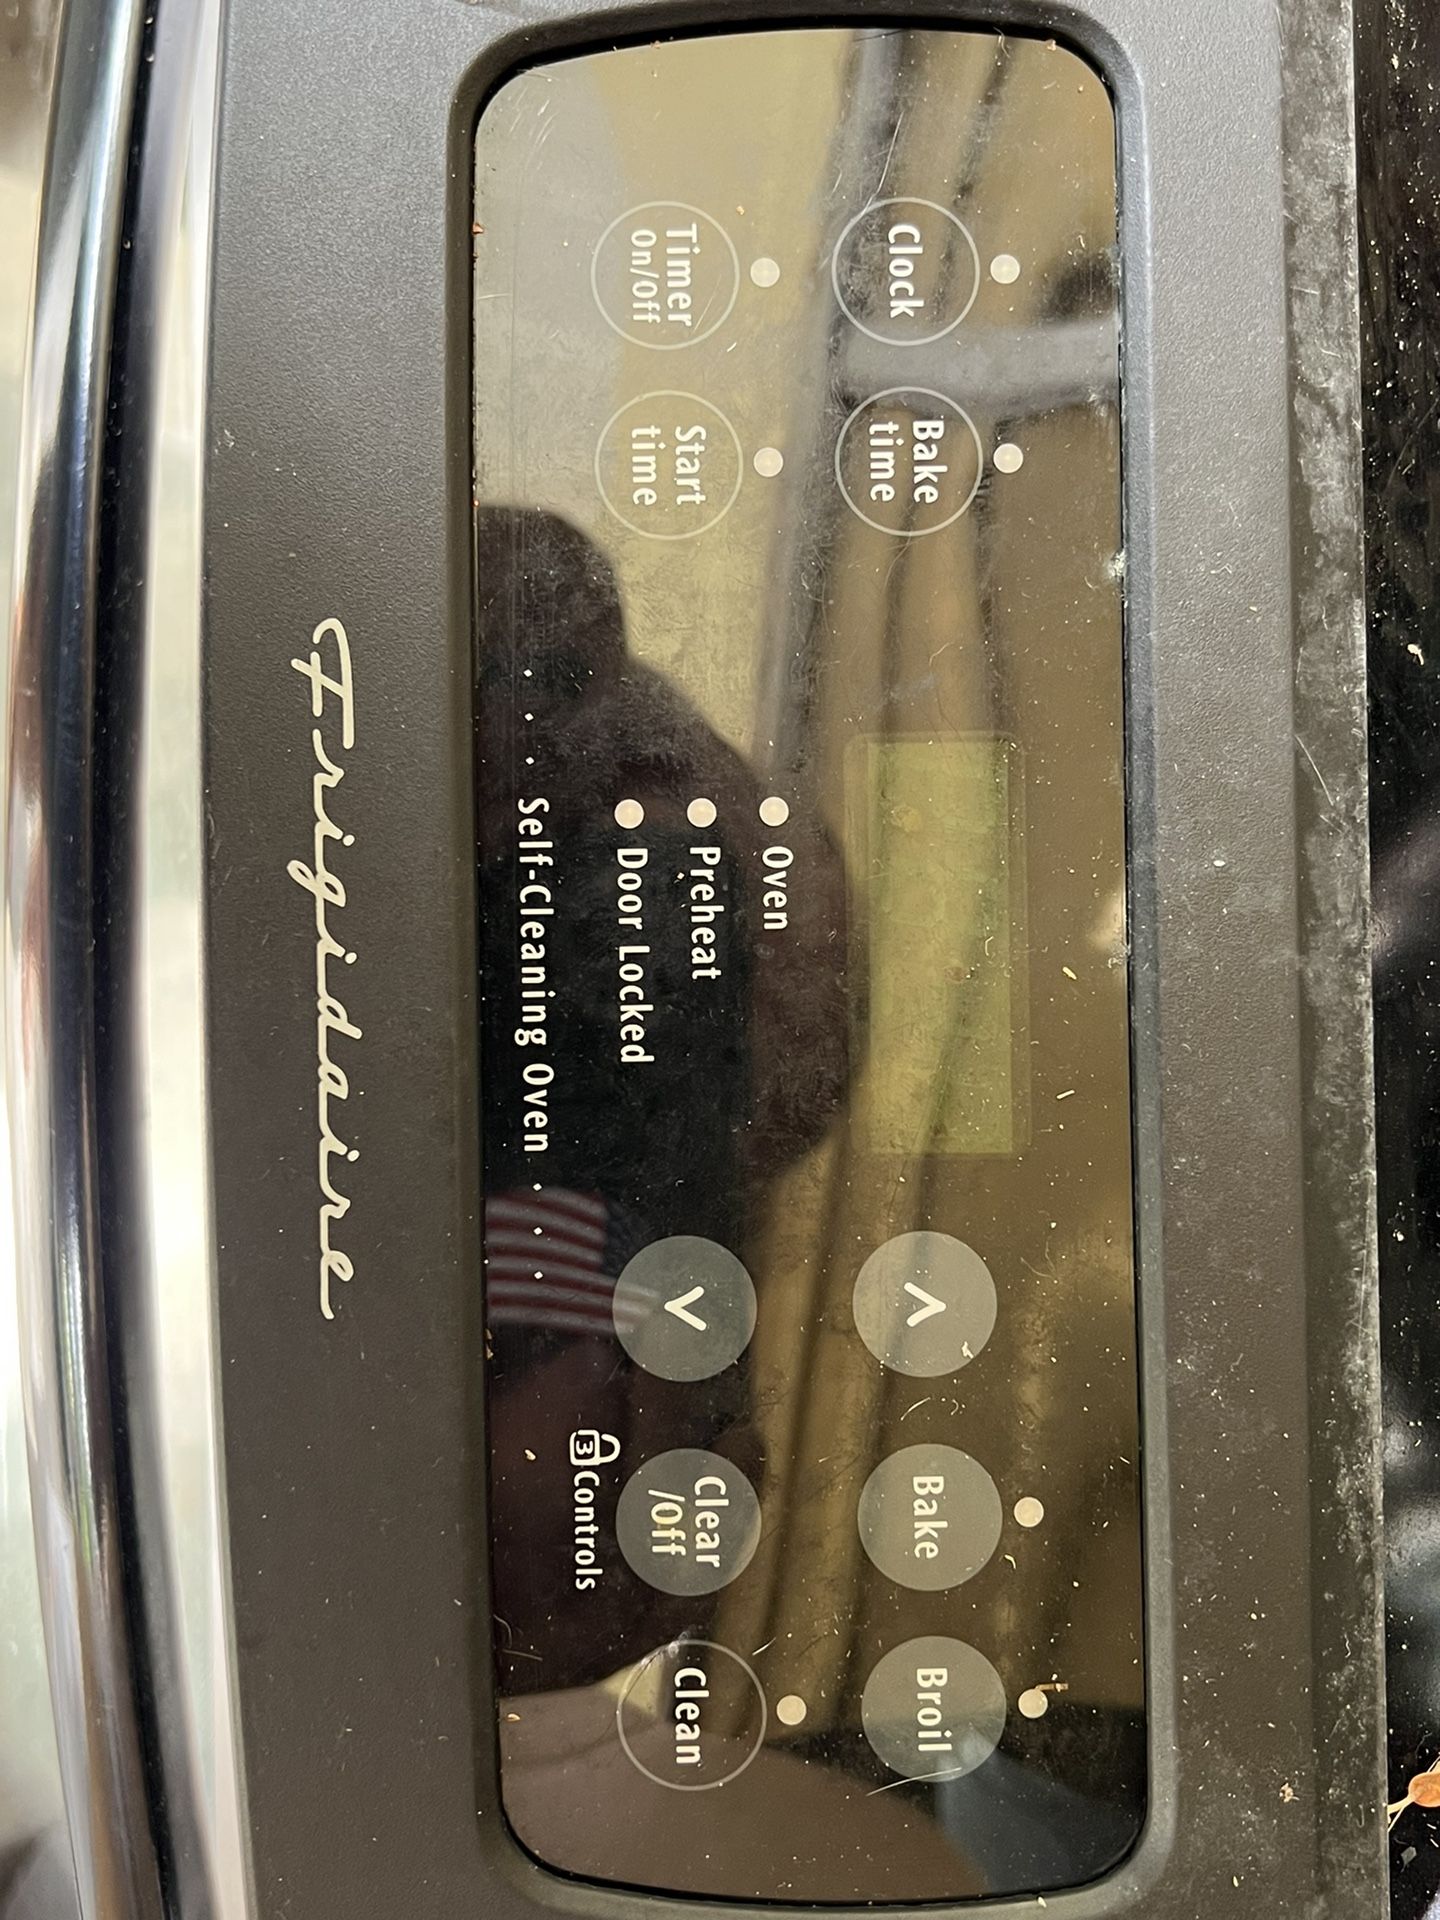 Clock
Bake
time
Timer
On/Off
Start
time
Oven
Preheat
Door Locked
Self-Cleaning Oven
Bake
Broil
Clear
/Off
Clean
3 Controls
Frigidaire